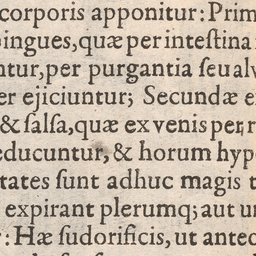 corporis apponitur: Prim
pingues, quæ per inteſtina
ntur, per purgantia ſeu alv
er ejiciuntur; Secundæ e
& ſalſa, quæ ex venis per, r
educuntur, & horum hyp
tates ſunt adhuc magis t
expirant plerumq; aut u
: Hæ ſudorificis, ut antec